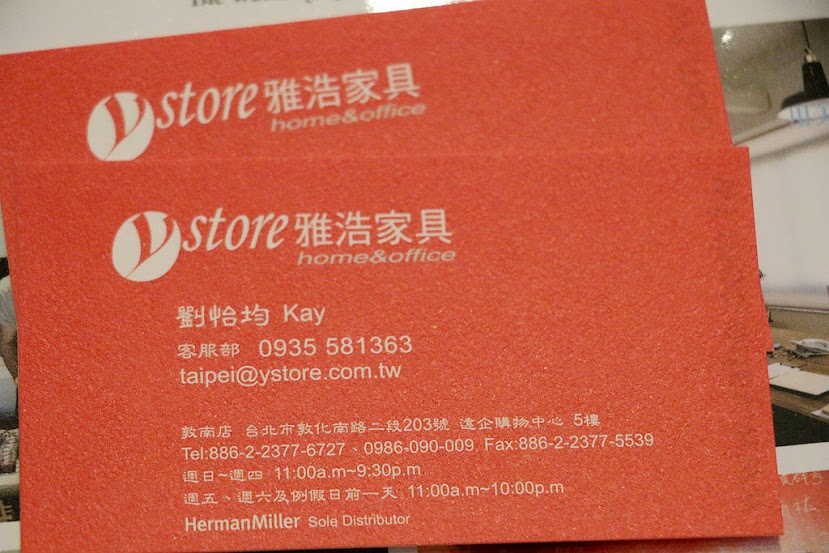 ystore 雅浩家具
home&office
ystore 雅浩家具
home&office
劉怡均 Kay
客服部 0935 581363
taipei@ystore.com.tw
敦南店 台北市敦化南路二段203號 遠企購物中心 5樓
Tel:886-2-2377-6727、0986-090-009 Fax:886-2-2377-5539
週日~週四 11:00a.m~9:30p.m
週五、週六及例假日前一天 11:00a.m~10:00p.m
HermanMiller Sole Distributor